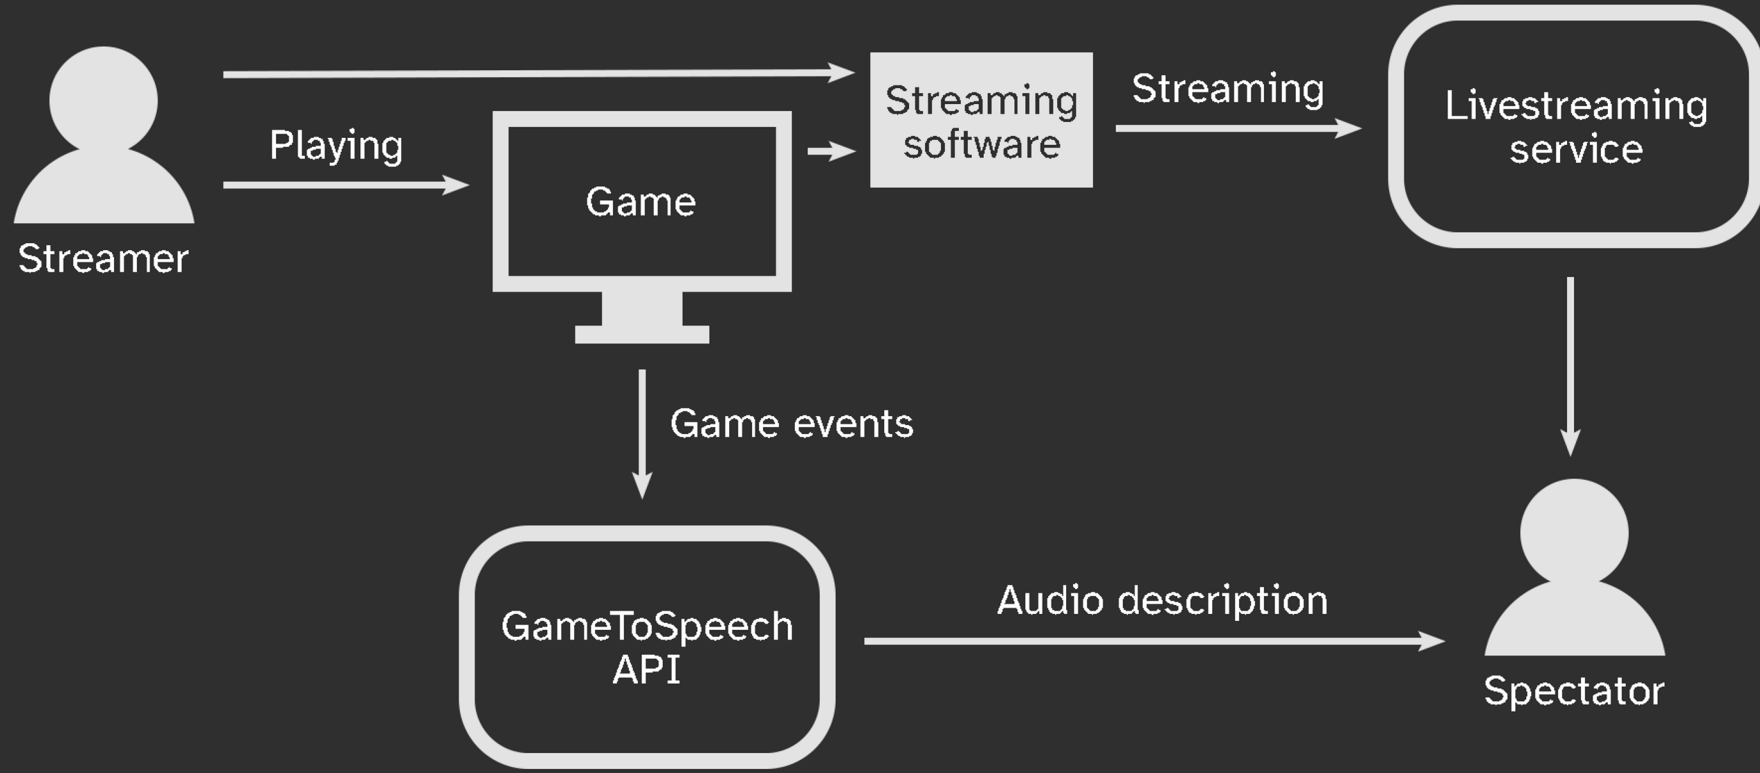 Streamer
Playing
Game
Streaming
software
Streaming
Livestreaming
service
Game events
GameToSpeech
API
Audio description
Spectator